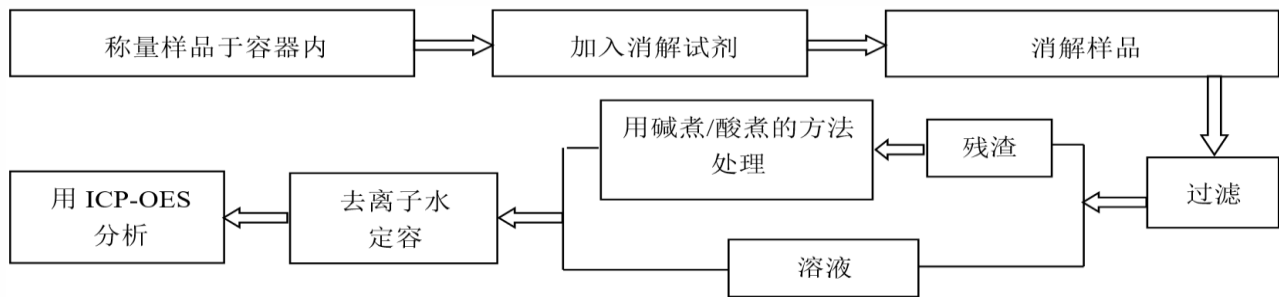 称量样品于容器内
加入消解试剂
消解样品
过滤
残渣
用碱煮/酸煮的方法
处理
溶液
去离子水
定容
用 ICP-OES
分析